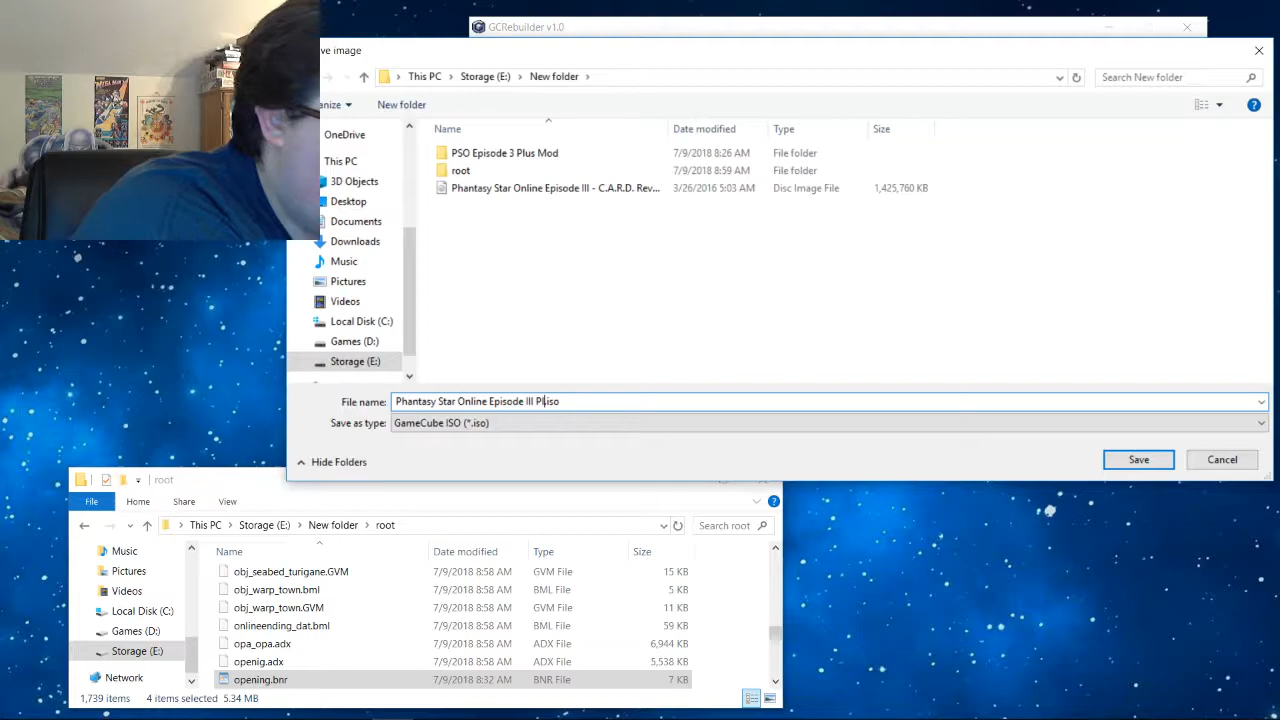 GCRebuilder v1.0
ve image
This PC > Storage (E:) > New folder >
Search New folder
anize
New folder
Name
Date modified
Type
Size
OneDrive
This PC
3D Objects
Desktop
Documents
Downloads
Music
Pictures
Videos
Local Disk (C:)
Games (D:)
Storage (E:)
PSO Episode 3 Plus Mod 7/9/2018 8:26 AM File folder
root 7/9/2018 8:59 AM File folder
Phantasy Star Online Episode III - C.A.R.D. Rev... 3/26/2016 5:03 AM Disc Image File 1,425,760 KB
File name: Phantasy Star Online Episode III Pl.iso
Save as type: GameCube ISO (*.iso)
Hide Folders
Save
Cancel
root
File Home Share View
This PC > Storage (E:) > New folder > root
Search root
Name Date modified Type Size
Music
Pictures
Videos
Local Disk (C:)
Games (D:)
Storage (E:)
Network
obj_seabed_turigane.GVM 7/9/2018 8:58 AM GVM File 15 KB
obj_warp_town.bml 7/9/2018 8:58 AM BML File 5 KB
obj_warp_town.GVM 7/9/2018 8:58 AM GVM File 11 KB
onlineending_dat.bml 7/9/2018 8:58 AM BML File 59 KB
opa_opa.adx 7/9/2018 8:58 AM ADX File 6,944 KB
openig.adx 7/9/2018 8:58 AM ADX File 5,538 KB
opening.bnr 7/9/2018 8:32 AM BNR File 7 KB
1,739 items 4 items selected 5.34 MB